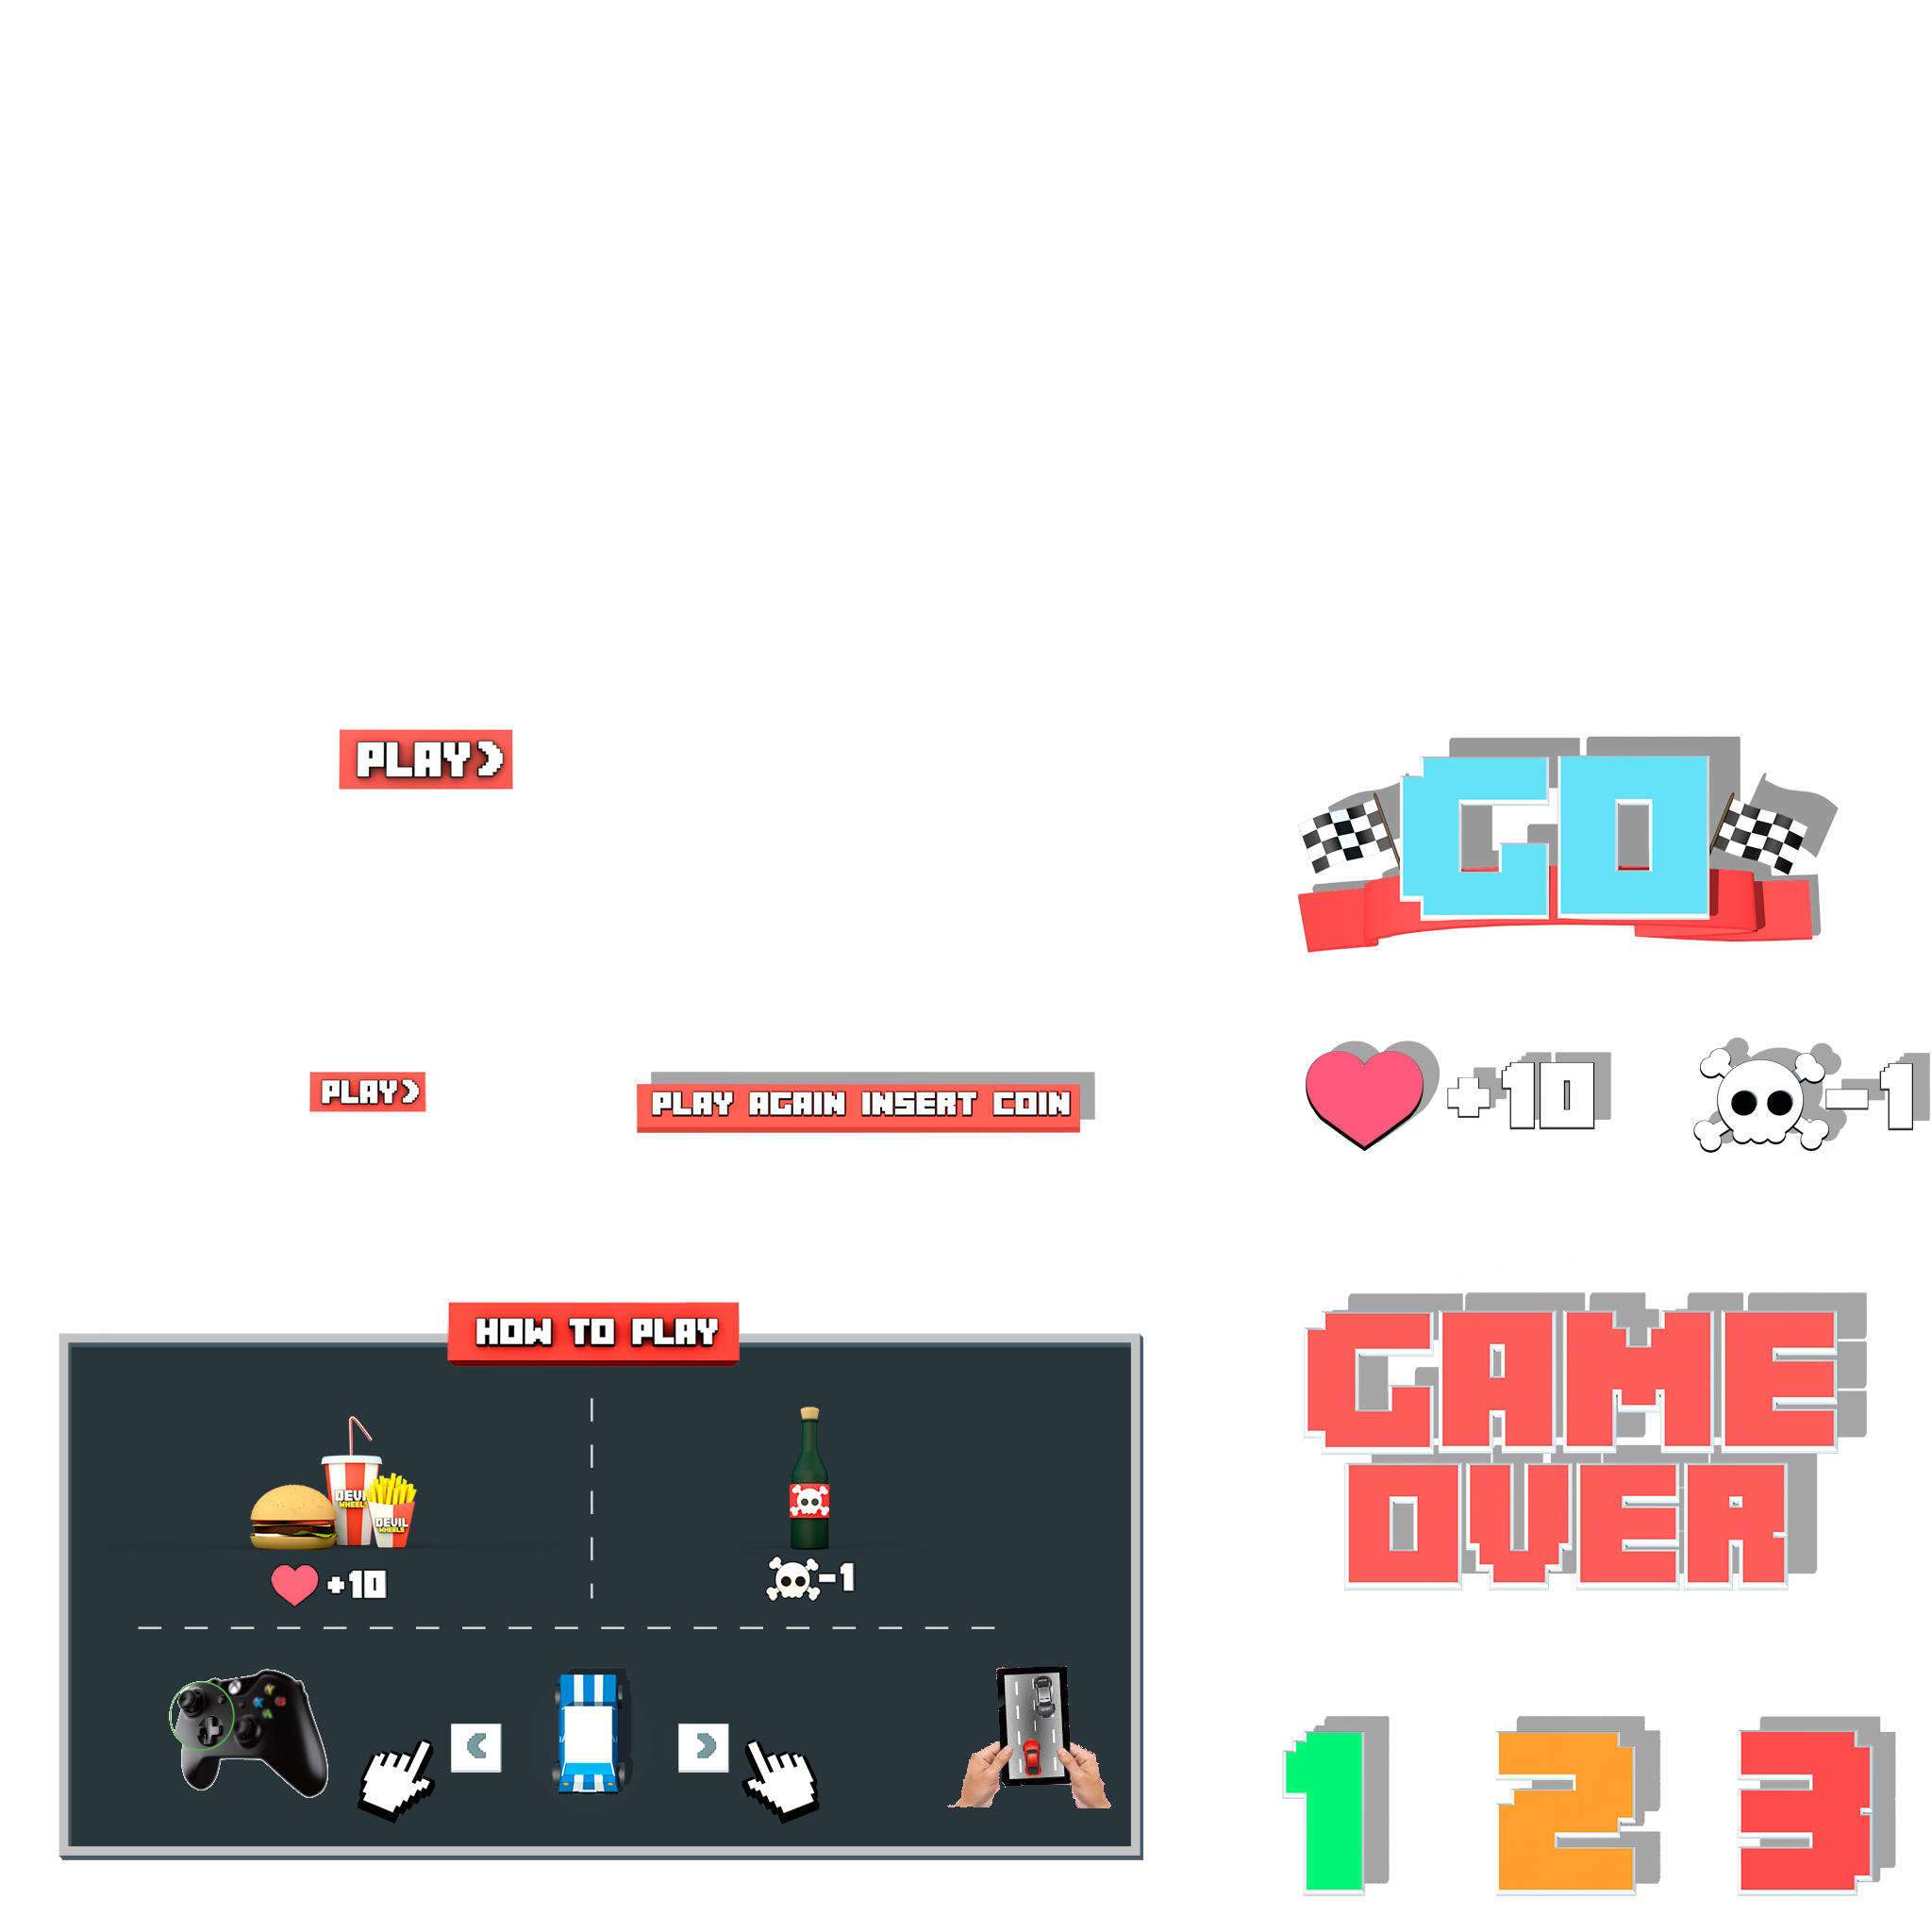 PLAY
GO
PLAY
PLAY AGAIN INSERT COIN
+10
-1
HOW TO PLAY
DEVIL
WHEELS
DEVIL
WHEELS
+10
-1
X
Y
X
B
A
GAME
OVER
1 2 3